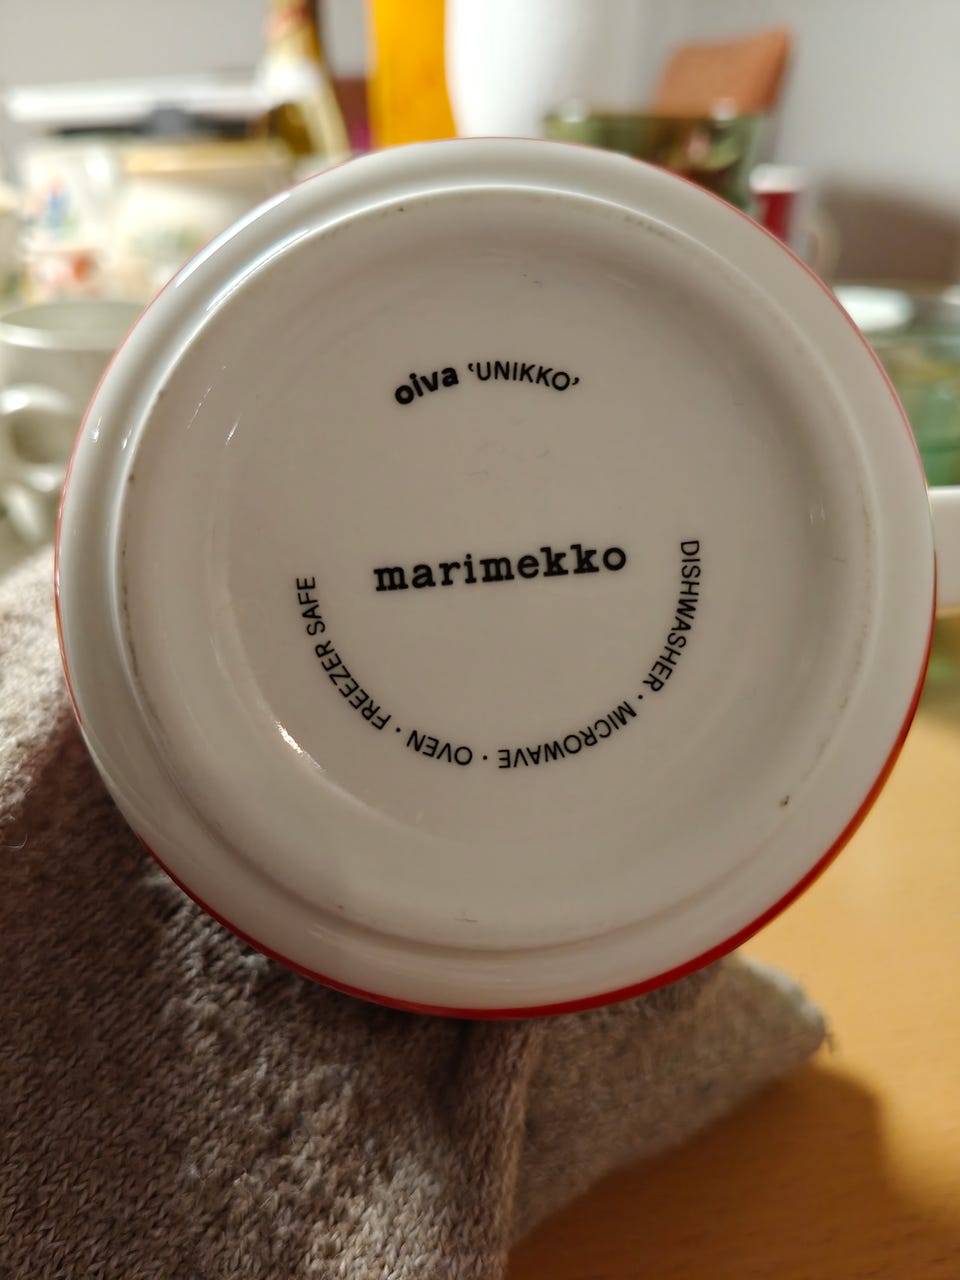 oiva ‘UNIKKO’
marimekko
DISHWASHER · MICROWAVE · OVEN · FREEZER SAFE